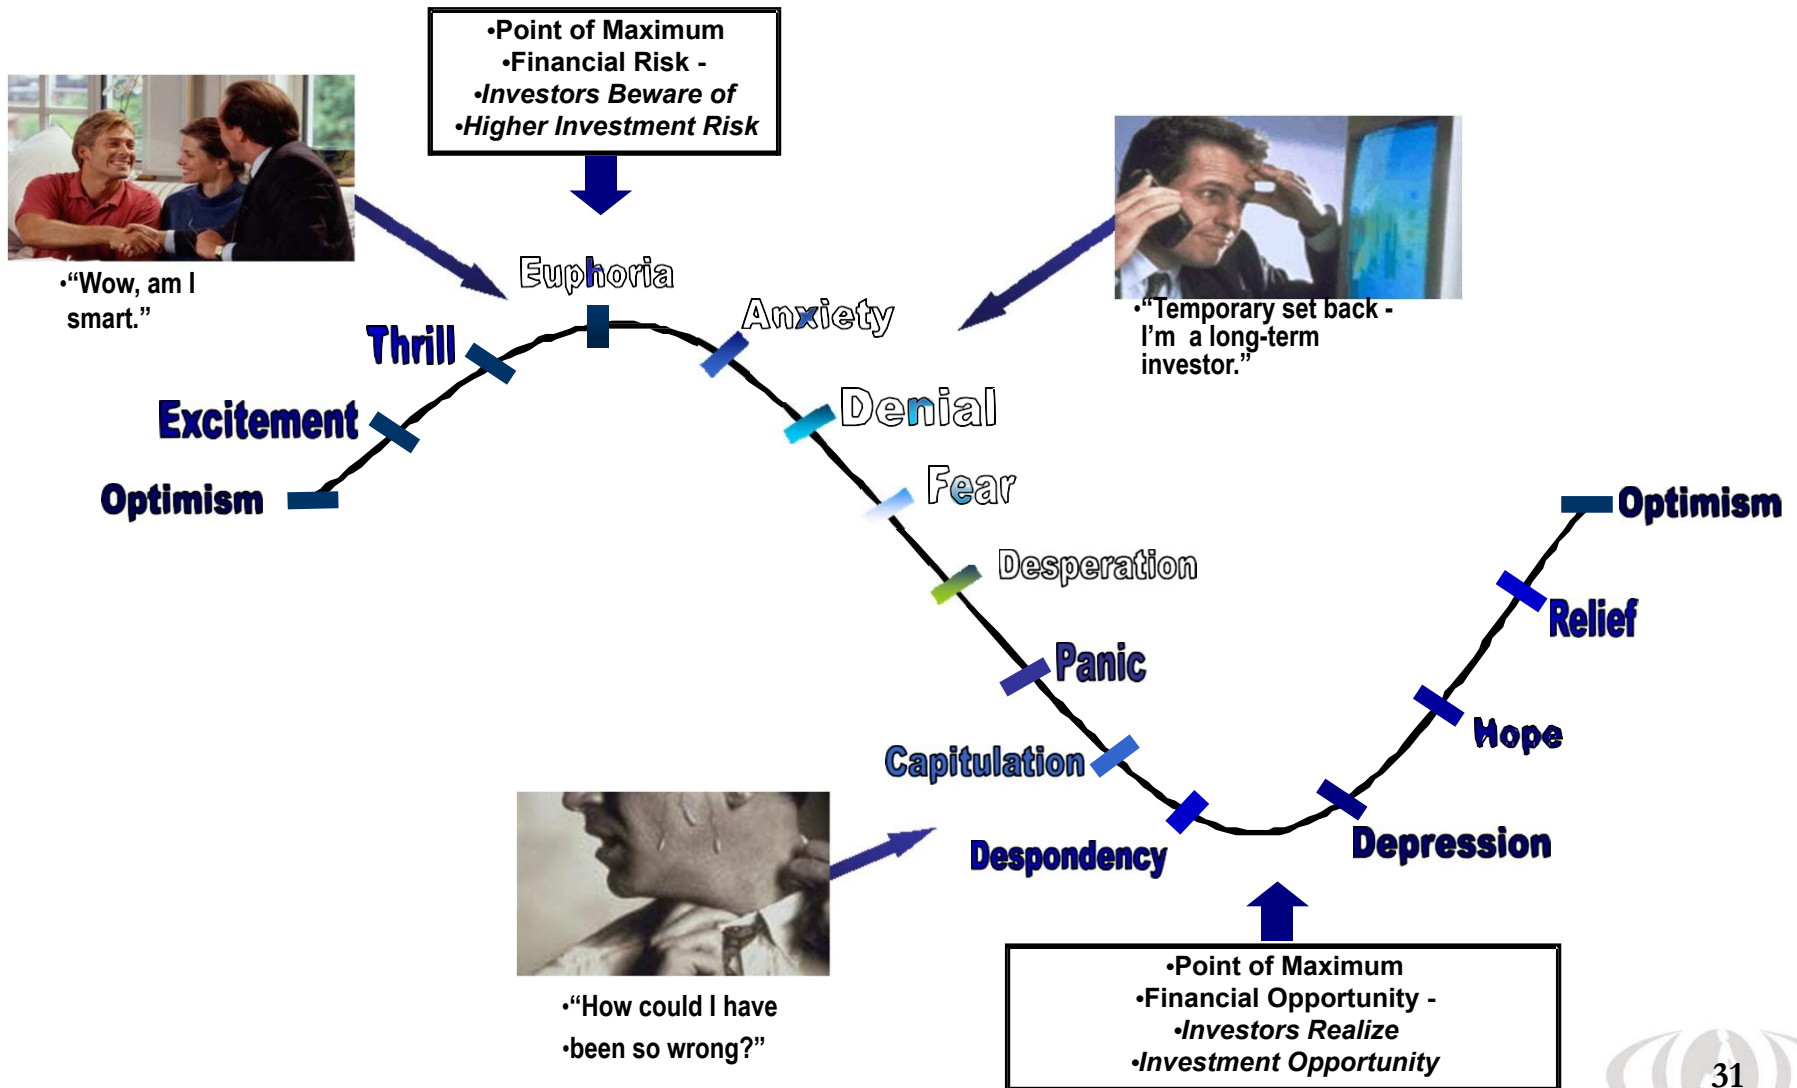 •Point of Maximum
•Financial Risk -
•Investors Beware of
•Higher Investment Risk
•“Wow, am I
smart.”
•“Temporary set back -
I’m  a long-term
investor.”
Euphoria
Anxiety
Thrill
Denial
Excitement
Fear
Optimism
Optimism
Desperation
Relief
Panic
Hope
Capitulation
Despondency
Depression
•“How could I have
•been so wrong?”
•Point of Maximum
•Financial Opportunity -
•Investors Realize
•Investment Opportunity
31